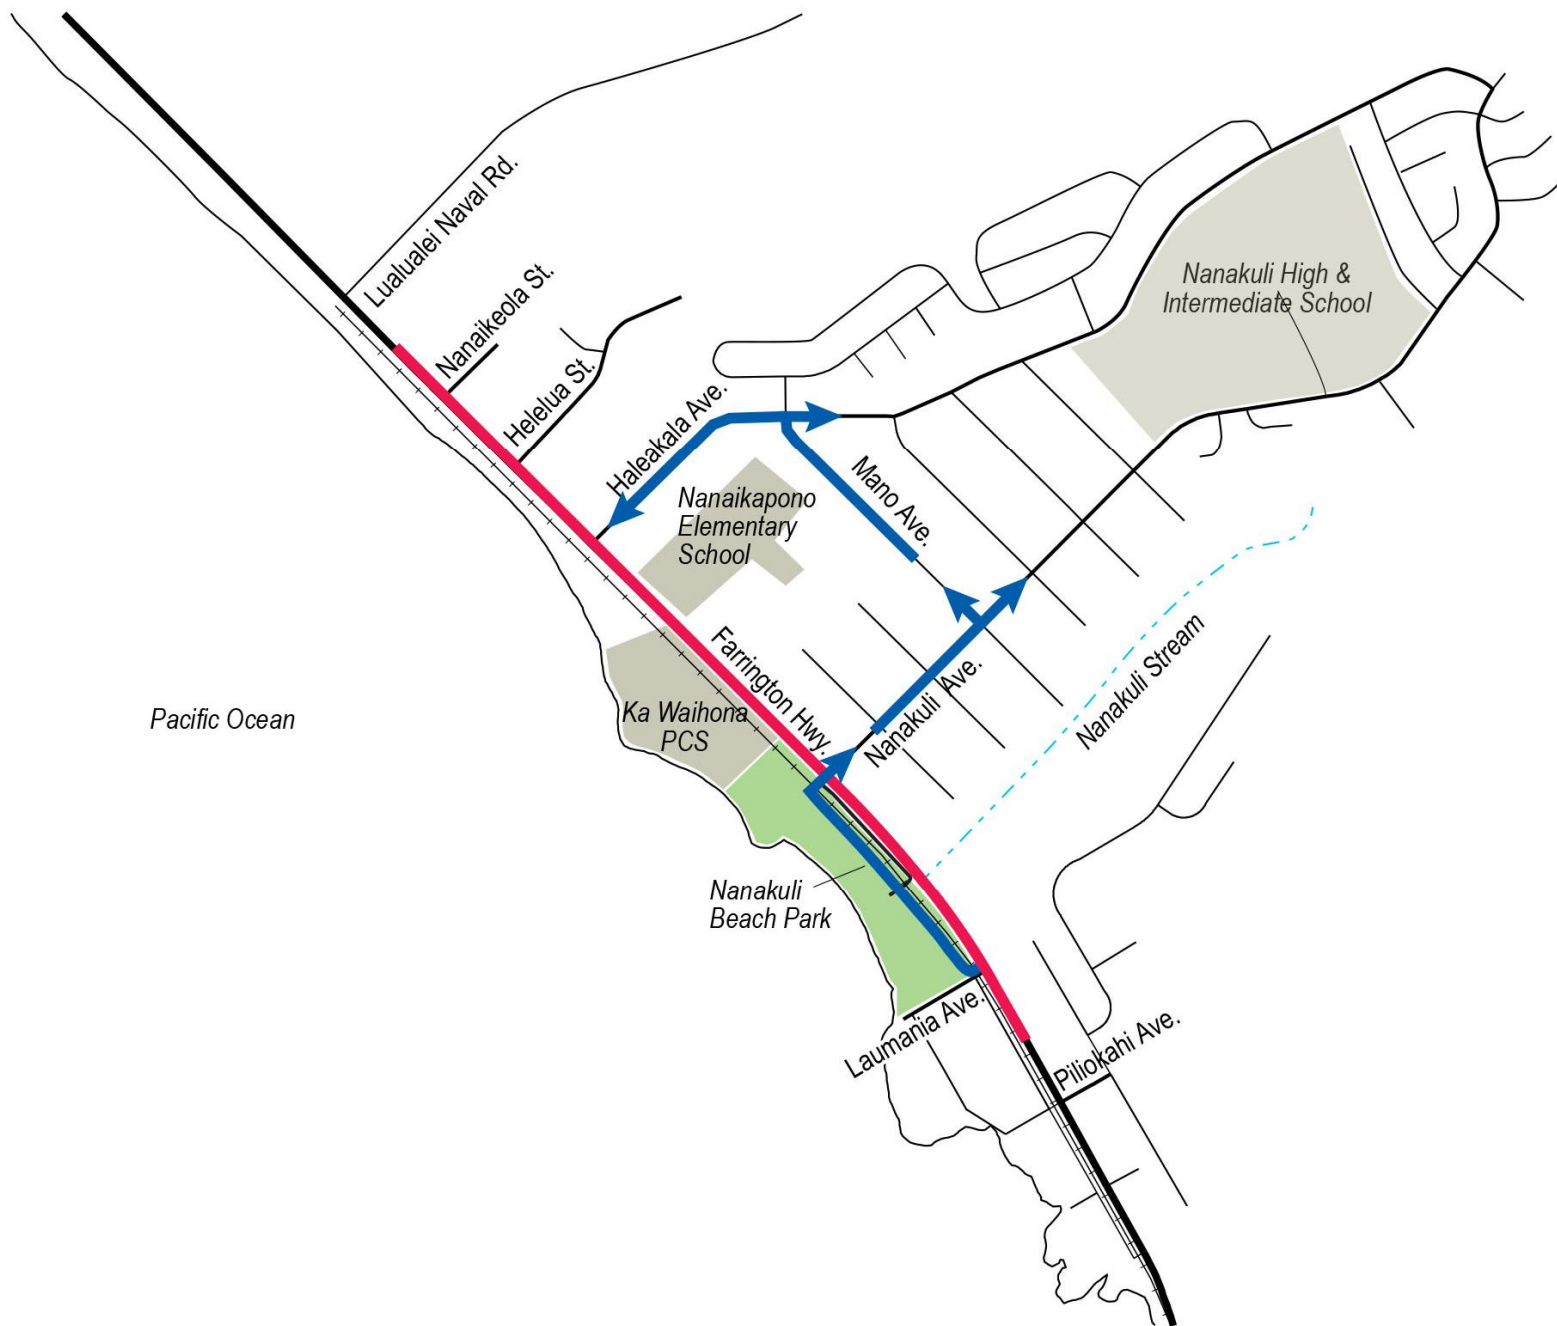 Lualualei Naval Rd.
Nanaikeola St.
Helelua St.
Haleakala Ave.
Nanakuli High &
Intermediate School
Nanaikapono
Elementary
School
Mano Ave.
Farrington Hwy.
Nanakuli Ave.
Nanakuli Stream
Pacific Ocean
Ka Waihona
PCS
Nanakuli
Beach Park
Laumania Ave.
Piliokahi Ave.